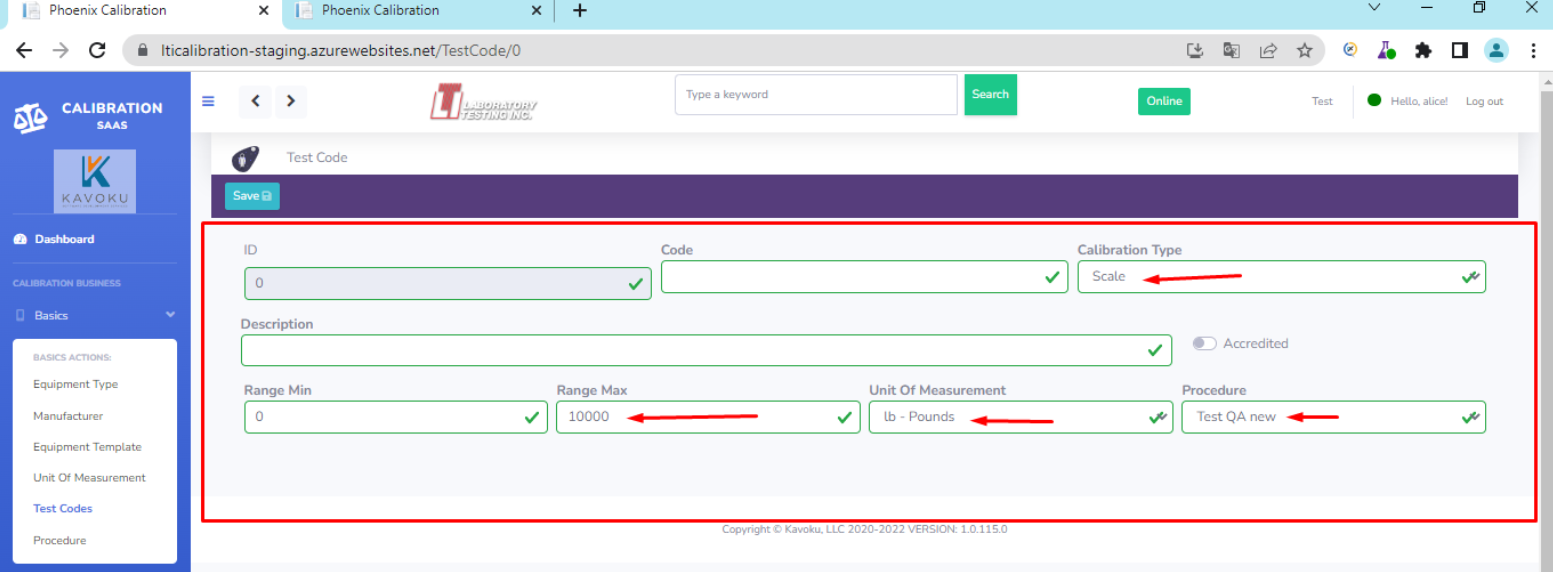 Phoenix Calibration
Phoenix Calibration
lticalibration-staging.azurewebsites.net/TestCode/0
CALIBRATION
SAAS
KAVOKU
LABORATORY
TESTING INC.
Type a keyword
Search
Online
Test
Hello, alice!
Log out
Dashboard
CALIBRATION BUSINESS
Basics
BASICS ACTIONS:
Equipment Type
Manufacturer
Equipment Template
Unit Of Measurement
Test Codes
Procedure
Test Code
Save
ID
Code
Calibration Type
0
Scale
Description
Accredited
Range Min
Range Max
Unit Of Measurement
Procedure
0
10000
lb - Pounds
Test QA new
Copyright © Kavoku, LLC 2020-2022 VERSION: 1.0.115.0